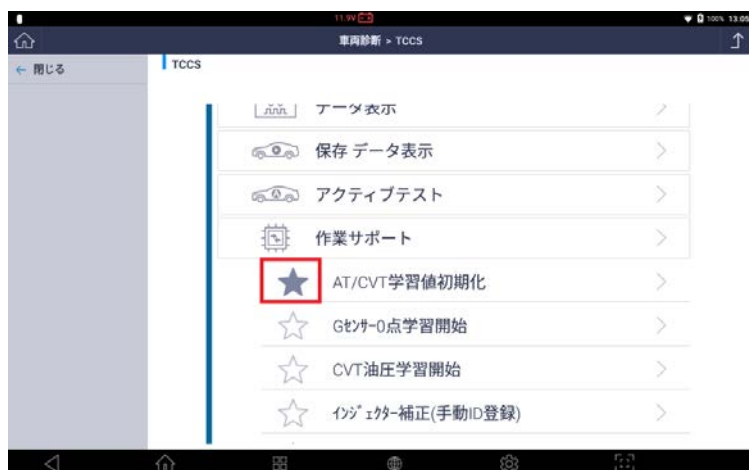 11.9V
100% 13:05
車両診断 > TCCS
← 閉じる
TCCS
データ表示
保存 データ表示
アクティブテスト
作業サポート
AT/CVT学習値初期化
Gｾﾝｻｰ0点学習開始
CVT油圧学習開始
ｲﾝｼﾞｪｸﾀｰ補正(手動ID登録)